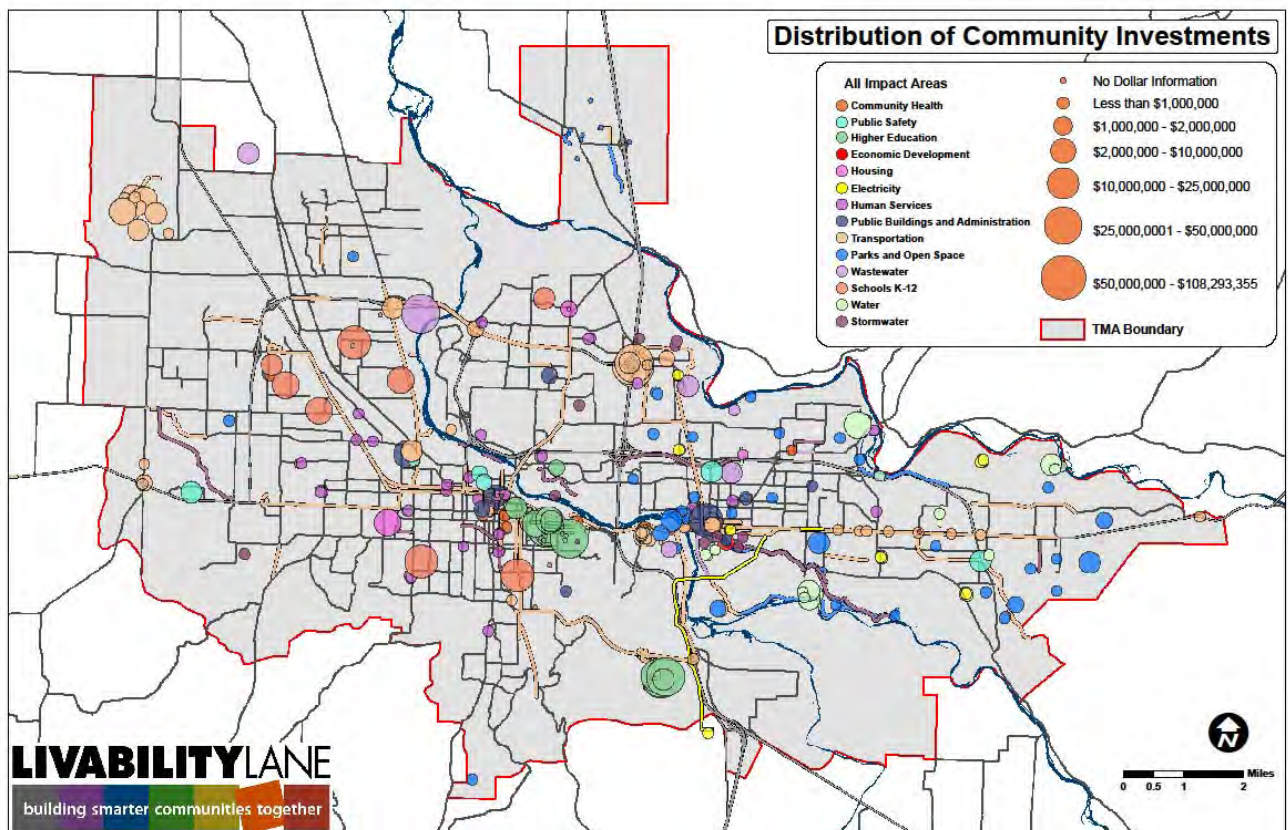 Distribution of Community Investments
All Impact Areas
Community Health
Public Safety
Higher Education
Economic Development
Housing
Electricity
Human Services
Public Buildings and Administration
Transportation
Parks and Open Space
Wastewater
Schools K-12
Water
Stormwater
No Dollar Information
Less than $1,000,000
$1,000,000 - $2,000,000
$2,000,000 - $10,000,000
$10,000,000 - $25,000,000
$25,000,0001 - $50,000,000
$50,000,000 - $108,293,355
TMA Boundary
N
Miles
0 0.5 1 2
LIVABILITYLANE
building smarter communities together